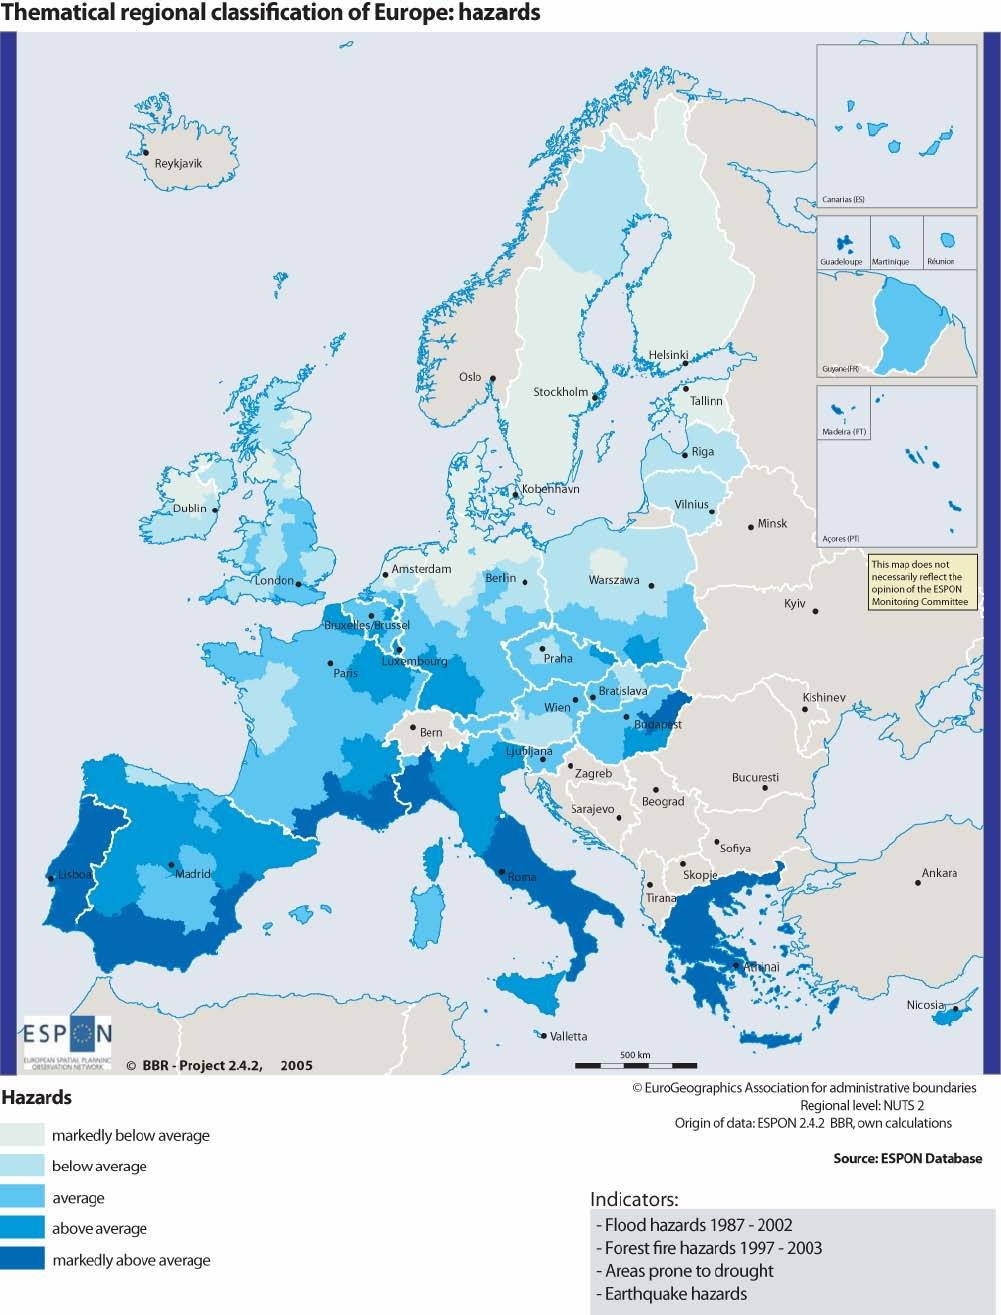 Thematical regional classification of Europe: hazards
Reykjavik
Canarias (ES)
Guadeloupe
Martinique
Réunion
Guyane(FR)
Helsinki
Oslo
Stockholm
Tallinn
Madeira (PT)
Riga
København
Dublin
Vilnius
Minsk
Açores (PT)
This map does not
necessarily reflect the
opinion of the ESPON
Monitoring Committee
Amsterdam
London
Berlin
Warszawa
Kyiv
Bruxelles/Brussel
Luxembourg
Paris
Praha
Bratislava
Wien
Kishinev
Budapest
Bern
Ljubljana
Zagreb
Bucuresti
Beograd
Sarajevo
Sofiya
Skopje
Ankara
Tirana
Lisboa
Madrid
Roma
Athinai
Nicosia
Valletta
ESPON
EUROPEAN SPATIAL PLANNING
OBSERVATION NETWORK
© BBR - Project 2.4.2, 2005
500 km
© EuroGeographics Association for administrative boundaries
Regional level: NUTS 2
Origin of data: ESPON 2.4.2 BBR, own calculations
Source: ESPON Database
Hazards
markedly below average
below average
average
above average
markedly above average
Indicators:
- Flood hazards 1987 - 2002
- Forest fire hazards 1997 - 2003
- Areas prone to drought
- Earthquake hazards